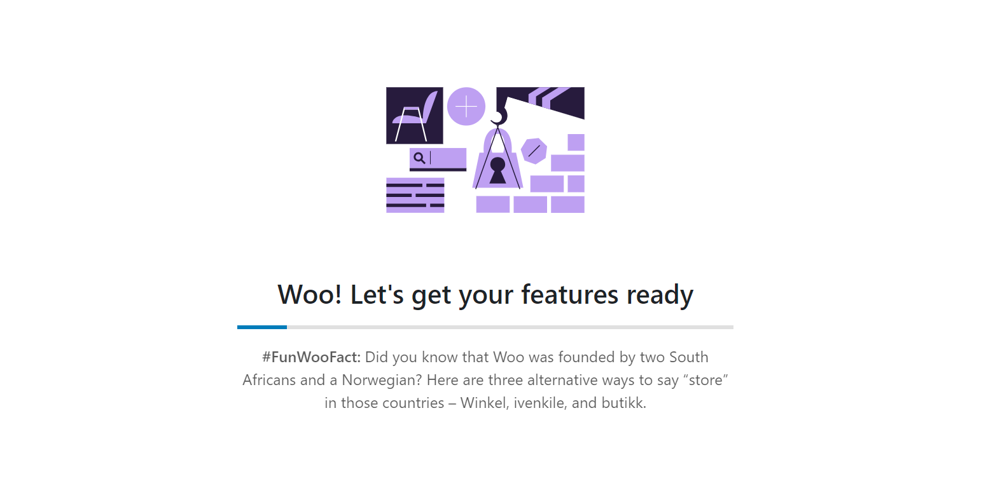 Woo! Let's get your features ready
#FunWooFact: Did you know that Woo was founded by two South
Africans and a Norwegian? Here are three alternative ways to say “store”
in those countries – Winkel, ivenkile, and butikk.